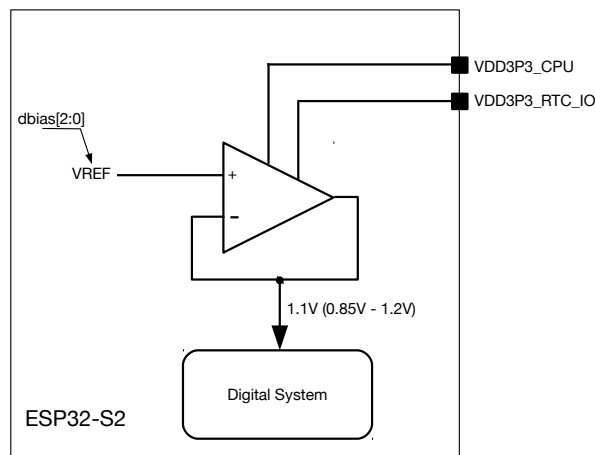 VDD3P3_CPU
VDD3P3_RTC_IO
dbias[2:0]
VREF
+
-
1.1V (0.85V - 1.2V)
Digital System
ESP32-S2